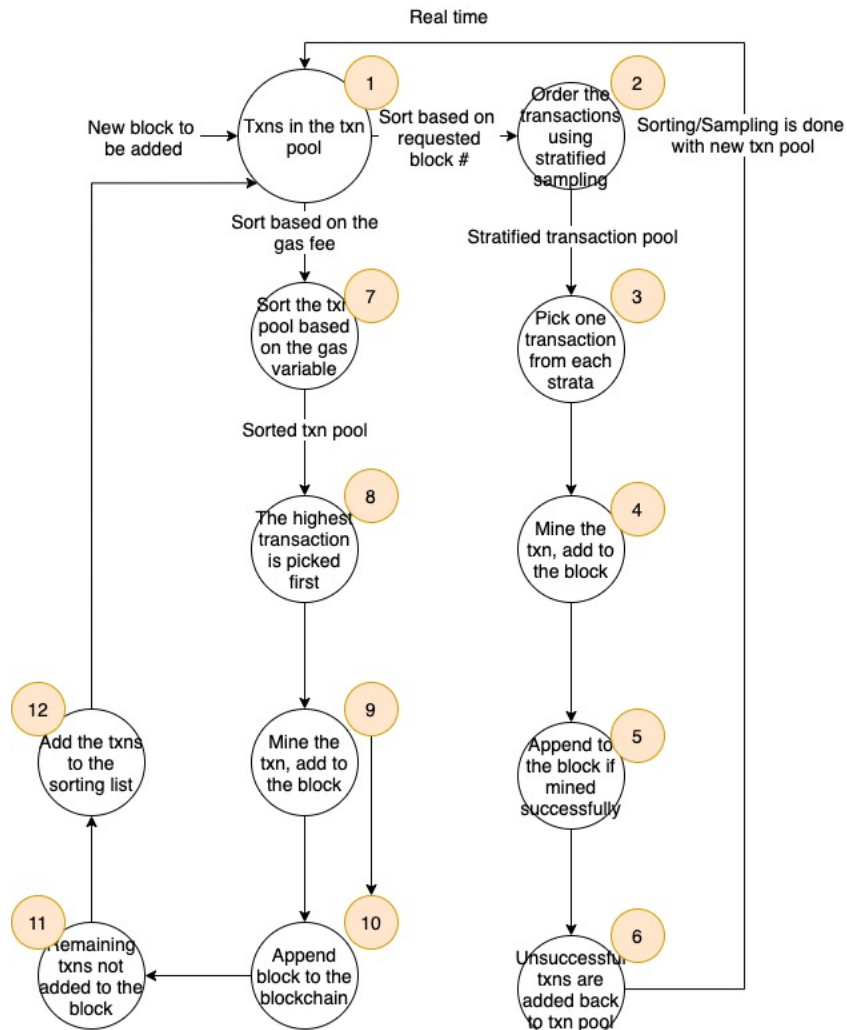 Real time
1
2
New block to
be added
Txns in the txn
pool
Sort based on
requested
block #
Order the
transactions
using
stratified
sampling
Sorting/Sampling is done
with new txn pool
Sort based on the
gas fee
Stratified transaction pool
7
3
Sort the txn
pool based
on the gas
variable
Pick one
transaction
from each
strata
Sorted txn pool
8
4
The highest
transaction
is picked
first
Mine the
txn, add to
the block
12
9
5
Add the txns
to the
sorting list
Mine the
txn, add to
the block
Append to
the block if
mined
successfully
11
10
6
Remaining
txns not
added to the
block
Append
block to the
blockchain
Unsuccessful
txns are
added back
to txn pool